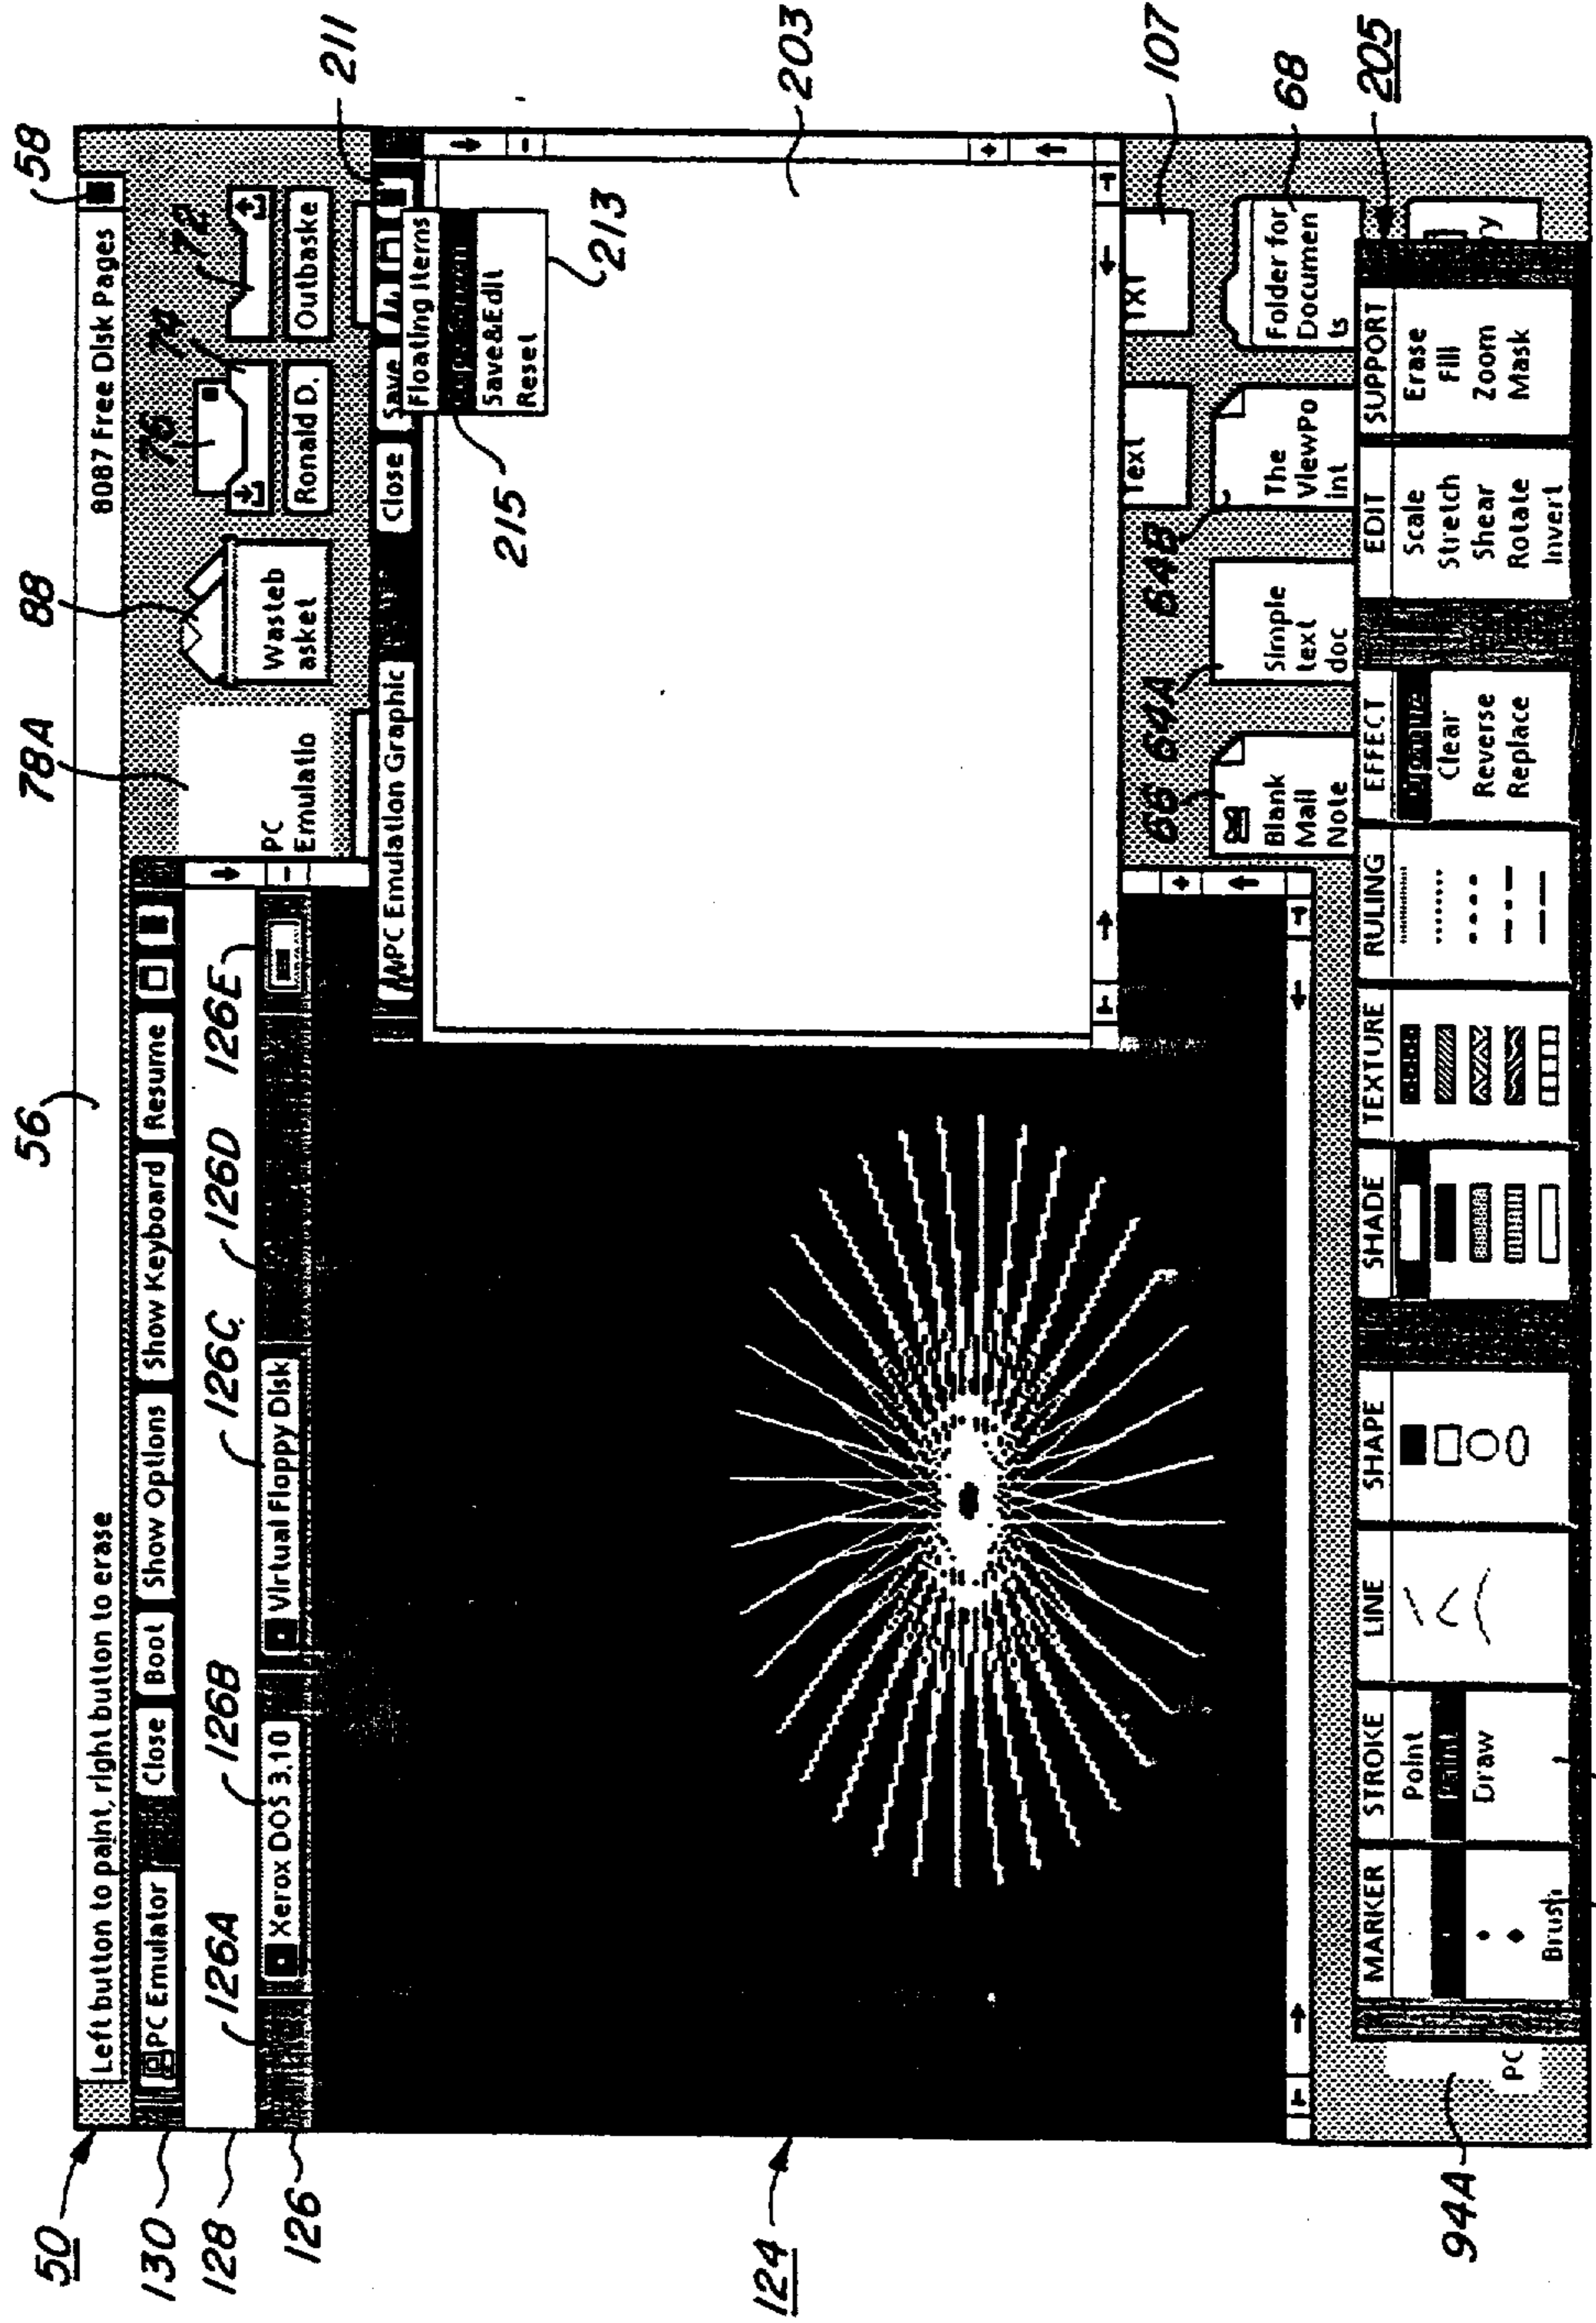 56
78A
88
76
74
72
58
50
Left button to paint, right button to erase
8087 Free Disk Pages
130
PC Emulator
Close
Boot
Show Options
Show Keyboard
Resume
128
126A
126B
126C
126D
126E
126
Xerox DOS 3.10
Virtual Floppy Disk
PC
Emulatio
Wasteb
asket
Ronald D.
Outbaske
211
PC Emulation Graphic
Close
Save
Floating Items
Save&Edit
Reset
215
213
203
124
Text
TXT
107
66
64A
64B
68
Blank
Mail
Note
Simple
text
doc
The
ViewPo
int
Folder for
Documen
ts
205
94A
PC
MARKER
Brush
STROKE
Point
Paint
Draw
LINE
SHAPE
SHADE
TEXTURE
RULING
EFFECT
Clear
Reverse
Replace
EDIT
Scale
Stretch
Shear
Rotate
Invert
SUPPORT
Erase
Fill
Zoom
Mask